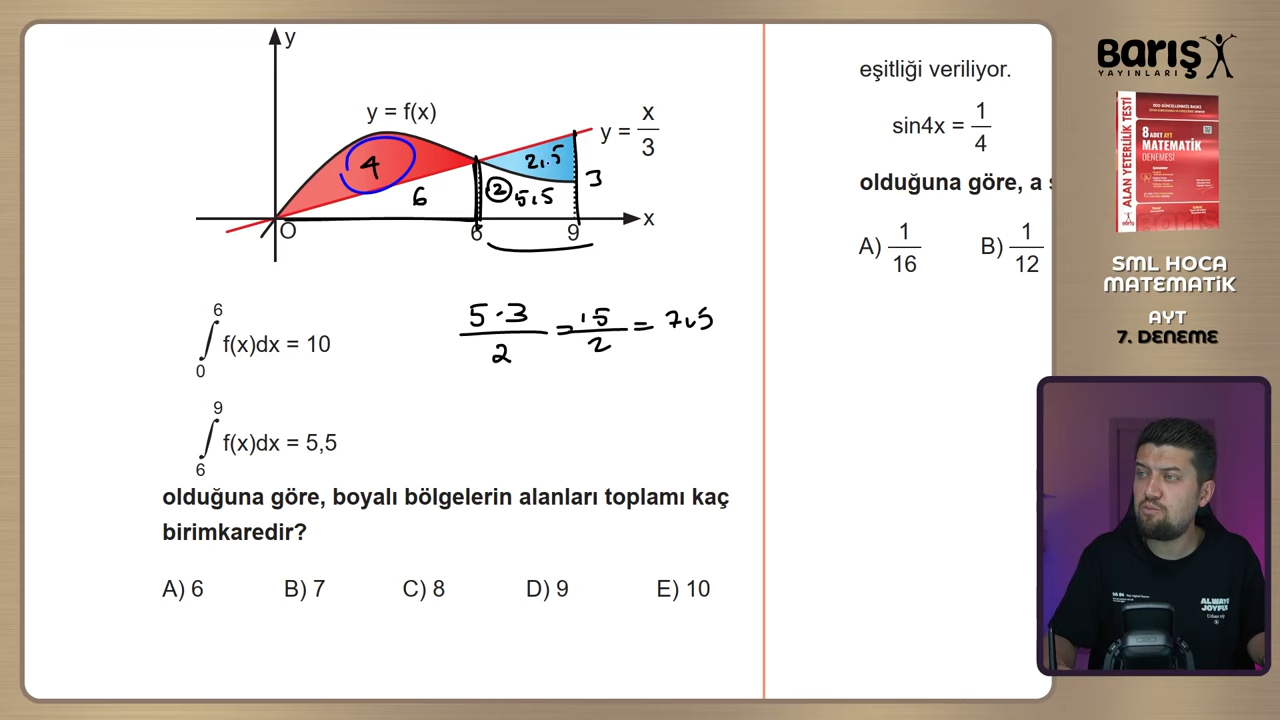 y
y = f(x)
y = x/3
4
2,5
3
6
2
5,5
O
6
9
x
6
∫ f(x)dx = 10
0
5·3/2 = 15/2 = 7,5
9
∫ f(x)dx = 5,5
6
olduğuna göre, boyalı bölgelerin alanları toplamı kaç
birimkaredir?
A) 6 B) 7 C) 8 D) 9 E) 10
eşitliği veriliyor.
sin4x = 1/4
olduğuna göre, a s
A) 1/16 B) 1/12
BARIŞ
YAYINLARI
ALAN YETERLİLİK TESTİ
8 ADET AYT
MATEMATİK
DENEMESİ
SML HOCA
MATEMATİK
AYT
7. DENEME
ALWAYS
JOYFUL